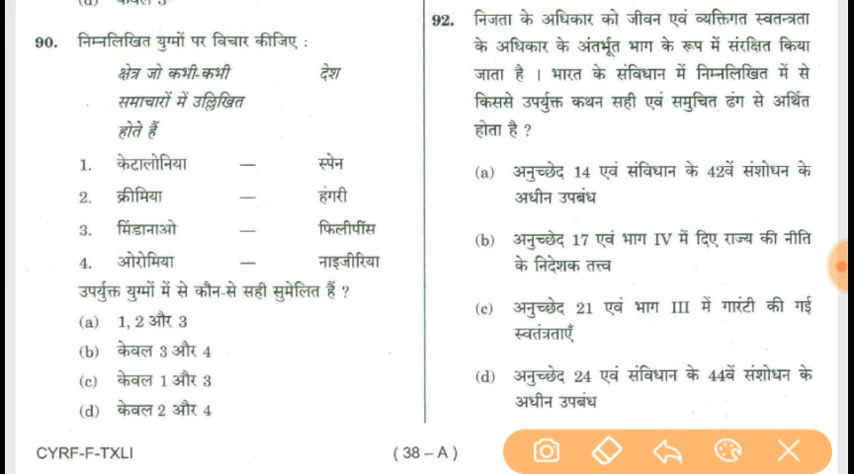 90. निम्नलिखित युग्मों पर विचार कीजिए :
क्षेत्र जो कभी-कभी देश
समाचारों में उल्लिखित
होते हैं
1. केटालोनिया — स्पेन
2. क्रीमिया — हंगरी
3. मिंडानाओ — फिलीपींस
4. ओरोमिया — नाइजीरिया
उपर्युक्त युग्मों में से कौन-से सही सुमेलित हैं ?
(a) 1, 2 और 3
(b) केवल 3 और 4
(c) केवल 1 और 3
(d) केवल 2 और 4
92. निजता के अधिकार को जीवन एवं व्यक्तिगत स्वतन्त्रता
के अधिकार के अंतर्भूत भाग के रूप में संरक्षित किया
जाता है । भारत के संविधान में निम्नलिखित में से
किससे उपर्युक्त कथन सही एवं समुचित ढंग से अर्थित
होता है ?
(a) अनुच्छेद 14 एवं संविधान के 42वें संशोधन के
अधीन उपबंध
(b) अनुच्छेद 17 एवं भाग IV में दिए राज्य की नीति
के निदेशक तत्त्व
(c) अनुच्छेद 21 एवं भाग III में गारंटी की गई
स्वतंत्रताएँ
(d) अनुच्छेद 24 एवं संविधान के 44वें संशोधन के
अधीन उपबंध
CYRF-F-TXLI ( 38 – A )